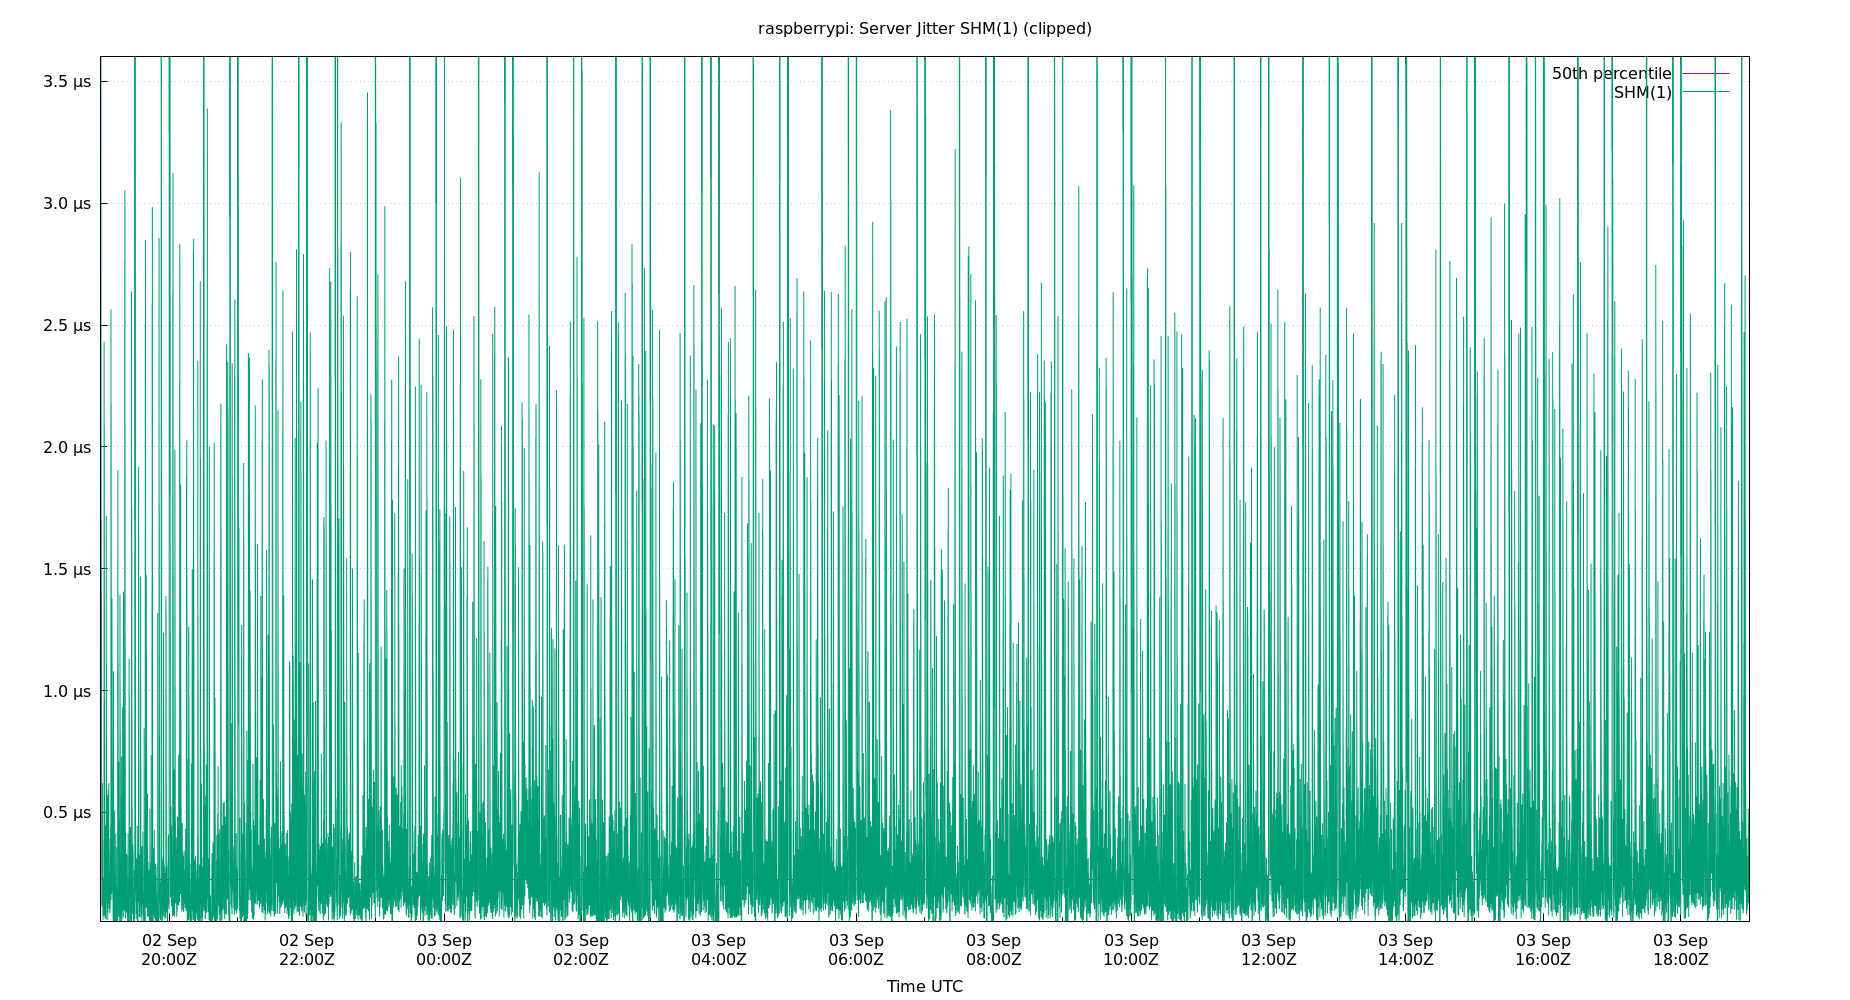 raspberrypi: Server Jitter SHM(1) (clipped)
50th percentile
SHM(1)
3.5 μs
3.0 μs
2.5 μs
2.0 μs
1.5 μs
1.0 μs
0.5 μs
02 Sep 02 Sep 03 Sep 03 Sep 03 Sep 03 Sep 03 Sep 03 Sep 03 Sep 03 Sep 03 Sep 03 Sep
20:00Z 22:00Z 00:00Z 02:00Z 04:00Z 06:00Z 08:00Z 10:00Z 12:00Z 14:00Z 16:00Z 18:00Z
Time UTC